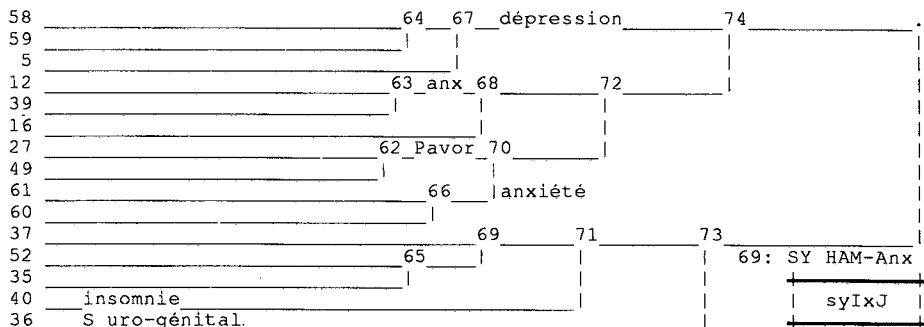 58 64 67 dépression 74
59
5
12 63 anx 68 72
39
16
27 62 Pavor 70
49
61 66 anxiété
60
37 69 71 73
52 65 69: SY HAM-Anx
35
40 insomnie syIxJ
36 S uro-génital